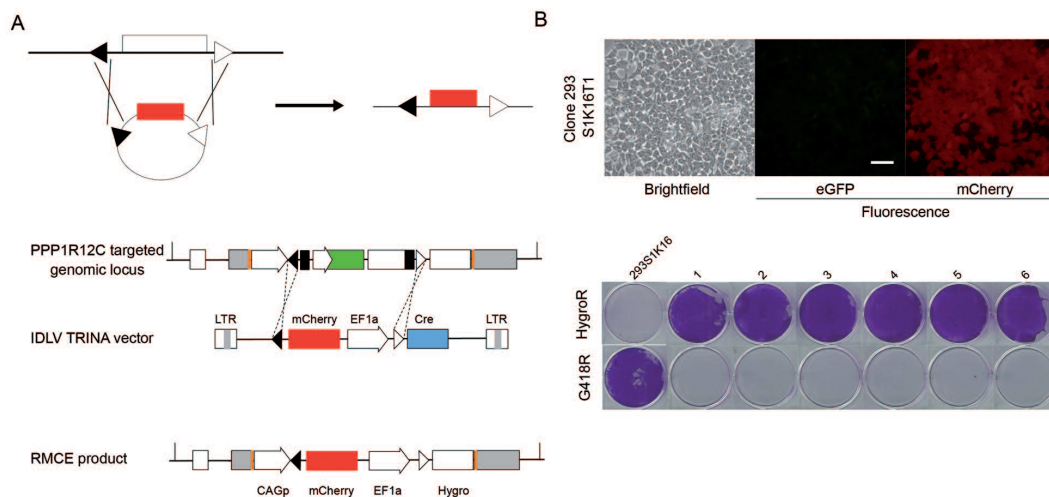 A
PPP1R12C targeted
genomic locus
LTR
mCherry
EF1a
Cre
LTR
IDLV TRINA vector
RMCE product
CAGp
mCherry
EF1a
Hygro
B
Clone 293
S1K16T1
Brightfield
eGFP
mCherry
Fluorescence
293S1K16
1
2
3
4
5
6
HygroR
G418R